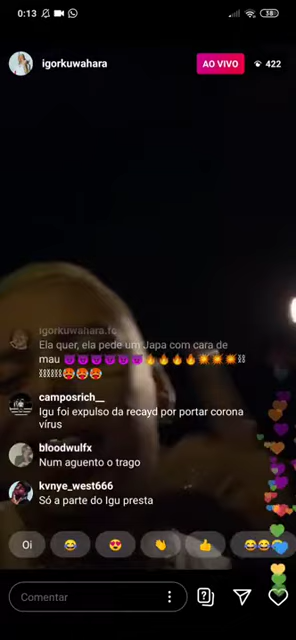 0:13
38
igorkuwahara
AO VIVO
422
igorkuwahara.fc
Ela quer, ela pede um Japa com cara de
mau 😈😈😈😈😈😈🔥🔥🔥🔥💥💥💥⛓
⛓⛓⛓⛓🥵🥵🥵
camposrich__
Igu foi expulso da recayd por portar corona
vírus
bloodwulfx
Num aguento o trago
kvnye_west666
Só a parte do Igu presta
Oi 😂 😍 👏 👍 😂😂
Comentar